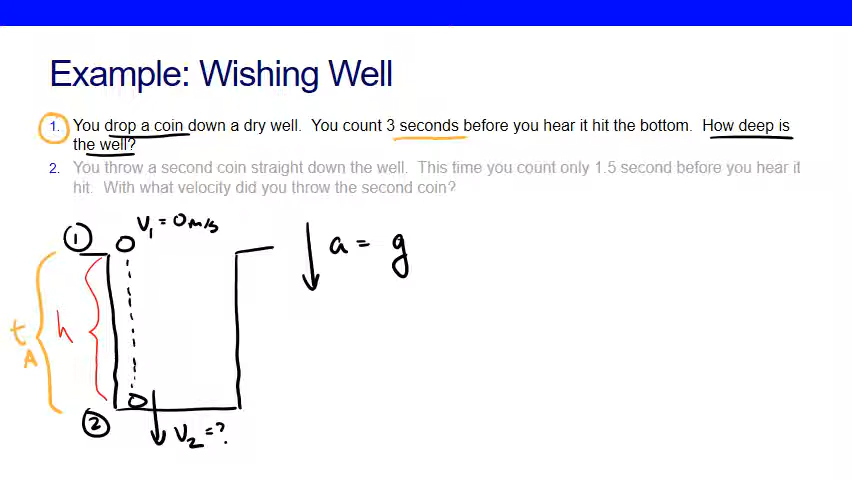 Example: Wishing Well
1. You drop a coin down a dry well. You count 3 seconds before you hear it hit the bottom. How deep is
the well?
2. You throw a second coin straight down the well. This time you count only 1.5 second before you hear it
hit. With what velocity did you throw the second coin?
1 V1 = 0 m/s
a = g
h
tA
2
V2 = ?